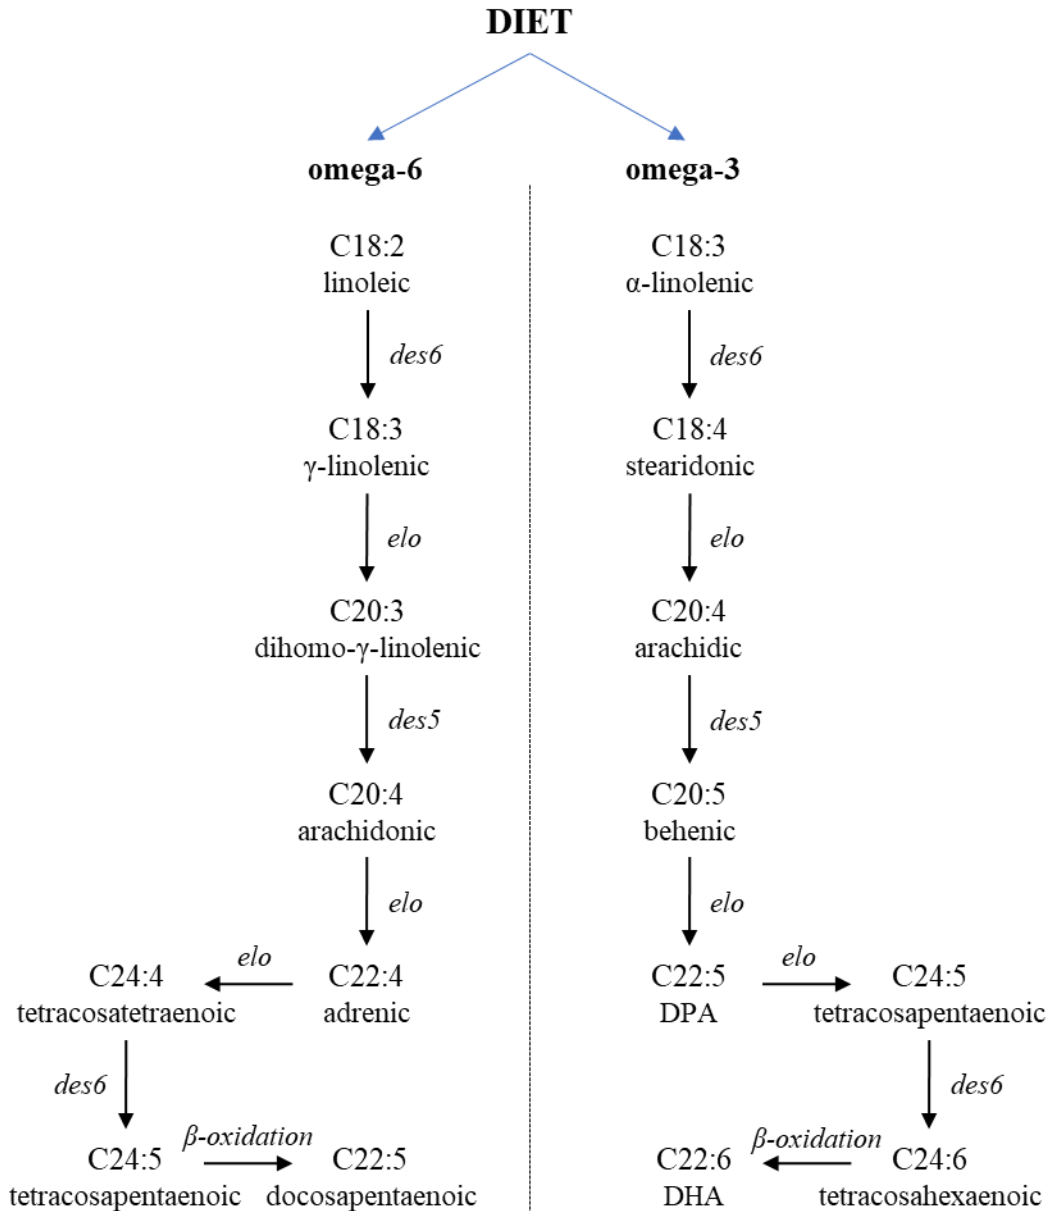 DIET
omega-6
omega-3
C18:2
linoleic
des6
C18:3
γ-linolenic
elo
C20:3
dihomo-γ-linolenic
des5
C20:4
arachidonic
elo
C22:4
adrenic
elo
C24:4
tetracosatetraenoic
des6
C24:5
tetracosapentaenoic
β-oxidation
C22:5
docosapentaenoic
C18:3
α-linolenic
des6
C18:4
stearidonic
elo
C20:4
arachidic
des5
C20:5
behenic
elo
C22:5
DPA
elo
C24:5
tetracosapentaenoic
des6
C24:6
tetracosahexaenoic
β-oxidation
C22:6
DHA